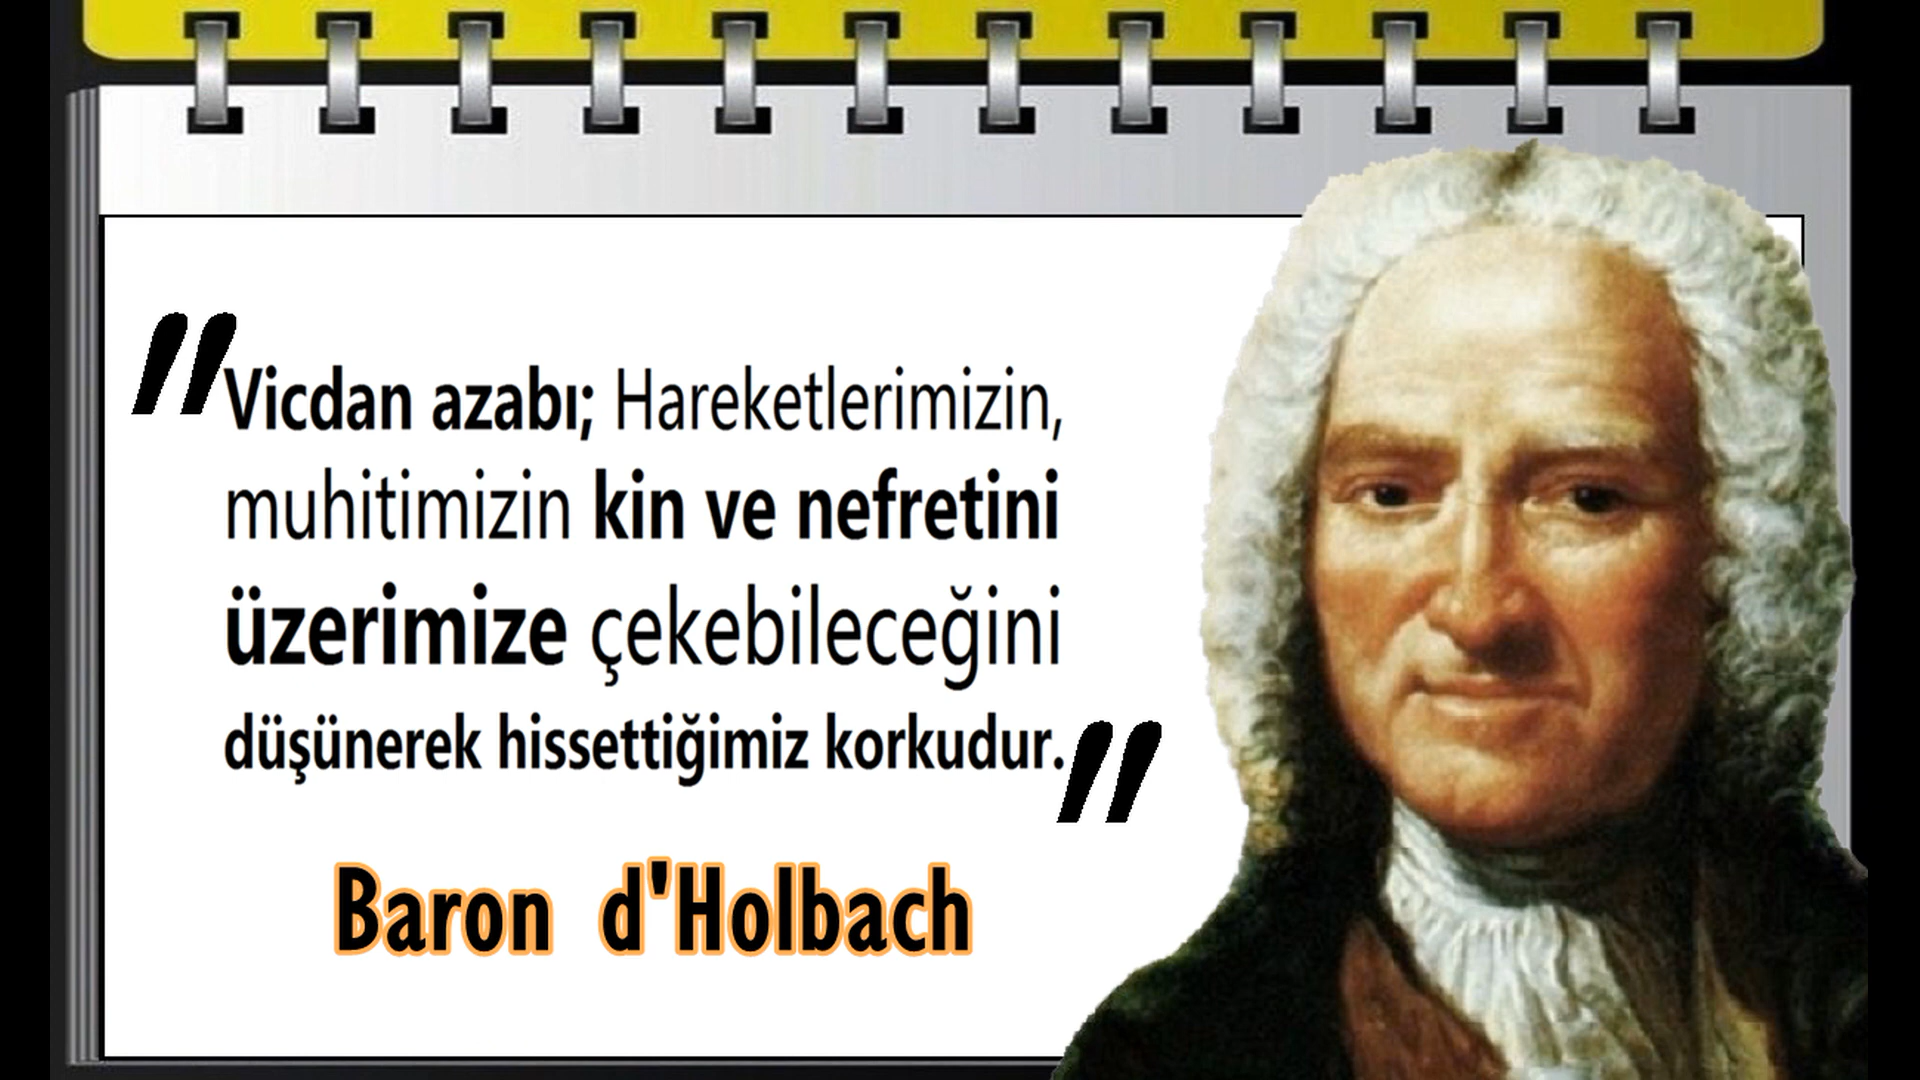 "Vicdan azabı; Hareketlerimizin,
muhitimizin kin ve nefretini
üzerimize çekebileceğini
düşünerek hissettiğimiz korkudur."
Baron d'Holbach